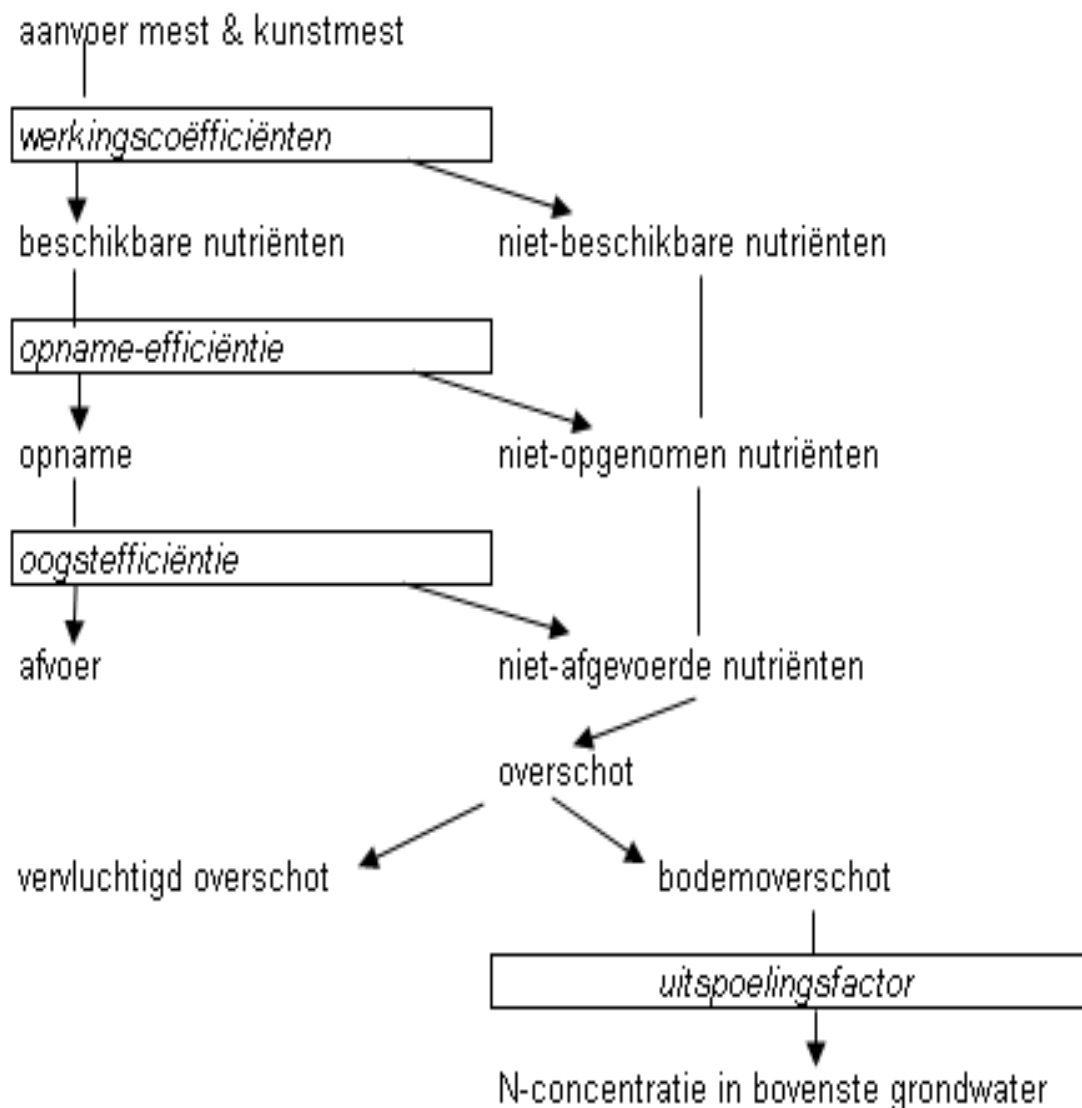 aanvoer mest & kunstmest
werkingscoëfficiënten
beschikbare nutriënten
niet-beschikbare nutriënten
opname-efficiëntie
opname
niet-opgenomen nutriënten
oogstefficiëntie
afvoer
niet-afgevoerde nutriënten
overschot
vervluchtigd overschot
bodemoverschot
uitspoelingsfactor
N-concentratie in bovenste grondwater